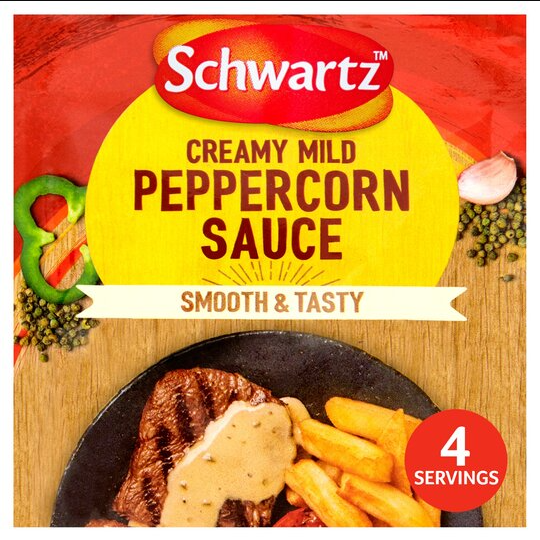 Schwartz™
CREAMY MILD
PEPPERCORN
SAUCE
SMOOTH & TASTY
4
SERVINGS